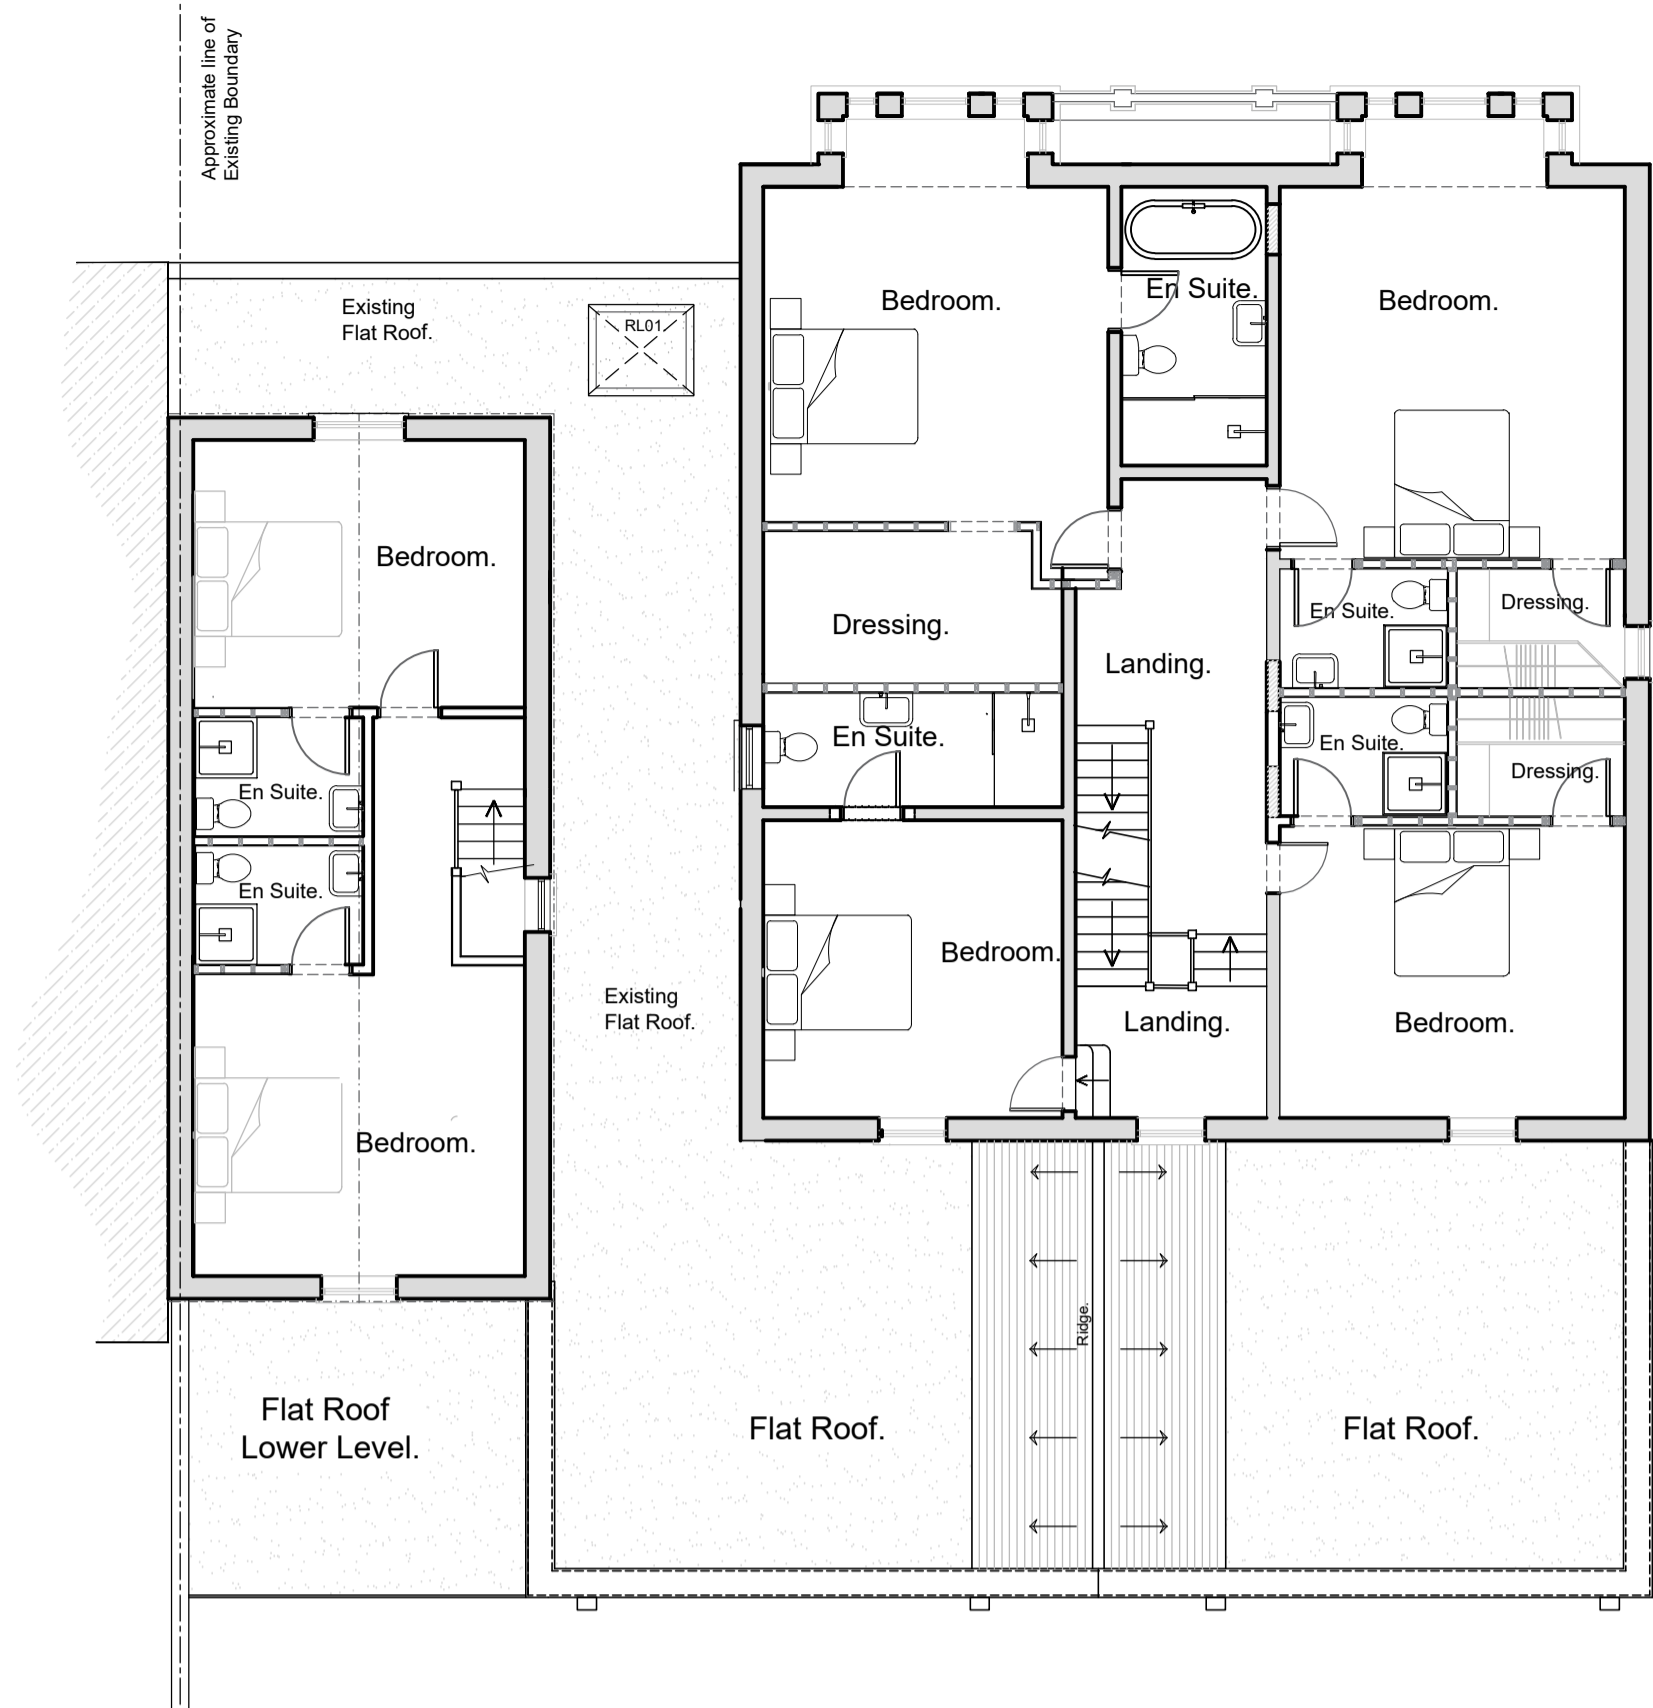 Approximate line of
Existing Boundary
Existing
Flat Roof.
RL01
Bedroom.
En Suite.
Bedroom.
Bedroom.
Dressing.
En Suite.
Dressing.
Landing.
En Suite.
En Suite.
Dressing.
En Suite.
En Suite.
Bedroom.
Existing
Flat Roof.
Landing.
Bedroom.
Bedroom.
Ridge.
Flat Roof
Lower Level.
Flat Roof.
Flat Roof.